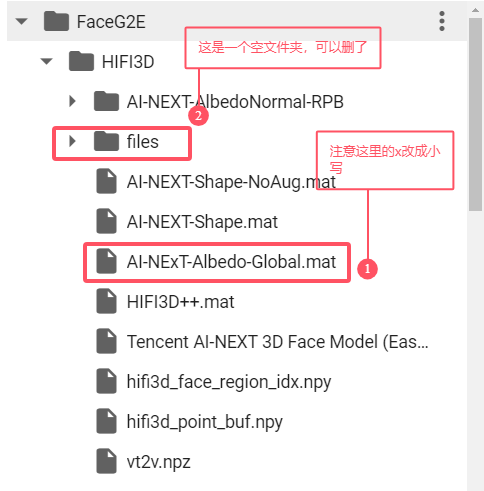 FaceG2E
这是一个空文件夹，可以删了
HIFI3D
AI-NEXT-AlbedoNormal-RPB
2
files
注意这里的x改成小
写
AI-NEXT-Shape-NoAug.mat
AI-NEXT-Shape.mat
AI-NExT-Albedo-Global.mat
1
HIFI3D++.mat
Tencent AI-NEXT 3D Face Model (Eas...
hifi3d_face_region_idx.npy
hifi3d_point_buf.npy
vt2v.npz